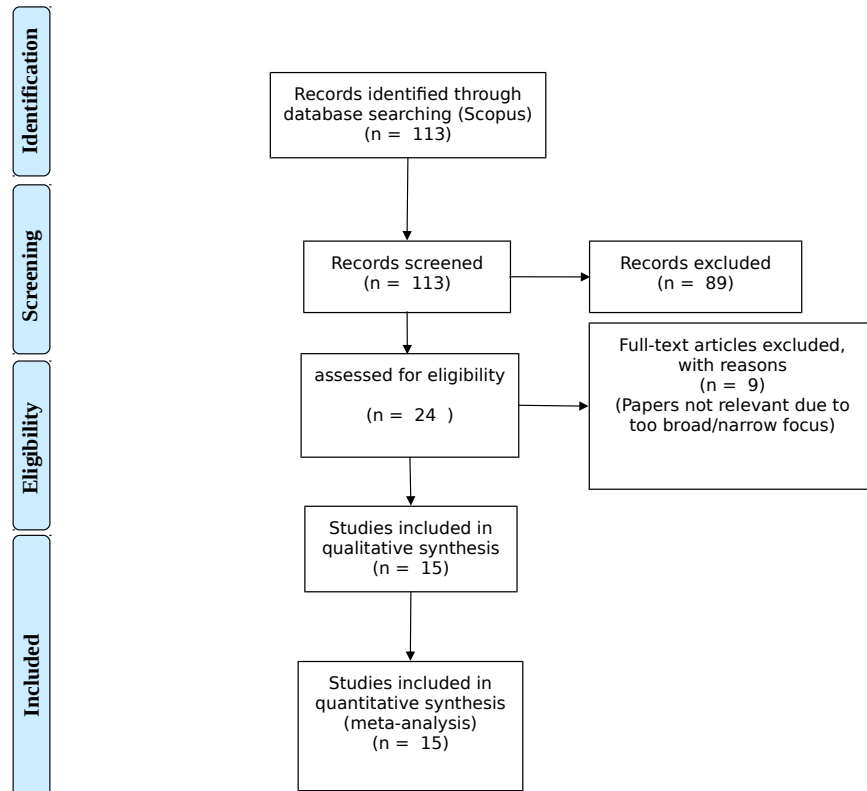 Identification
Records identified through
database searching (Scopus)
(n = 113)
Screening
Records screened
(n = 113)
Records excluded
(n = 89)
Eligibility
assessed for eligibility
(n = 24 )
Full-text articles excluded,
with reasons
(n = 9)
(Papers not relevant due to
too broad/narrow focus)
Studies included in
qualitative synthesis
(n = 15)
Included
Studies included in
quantitative synthesis
(meta-analysis)
(n = 15)